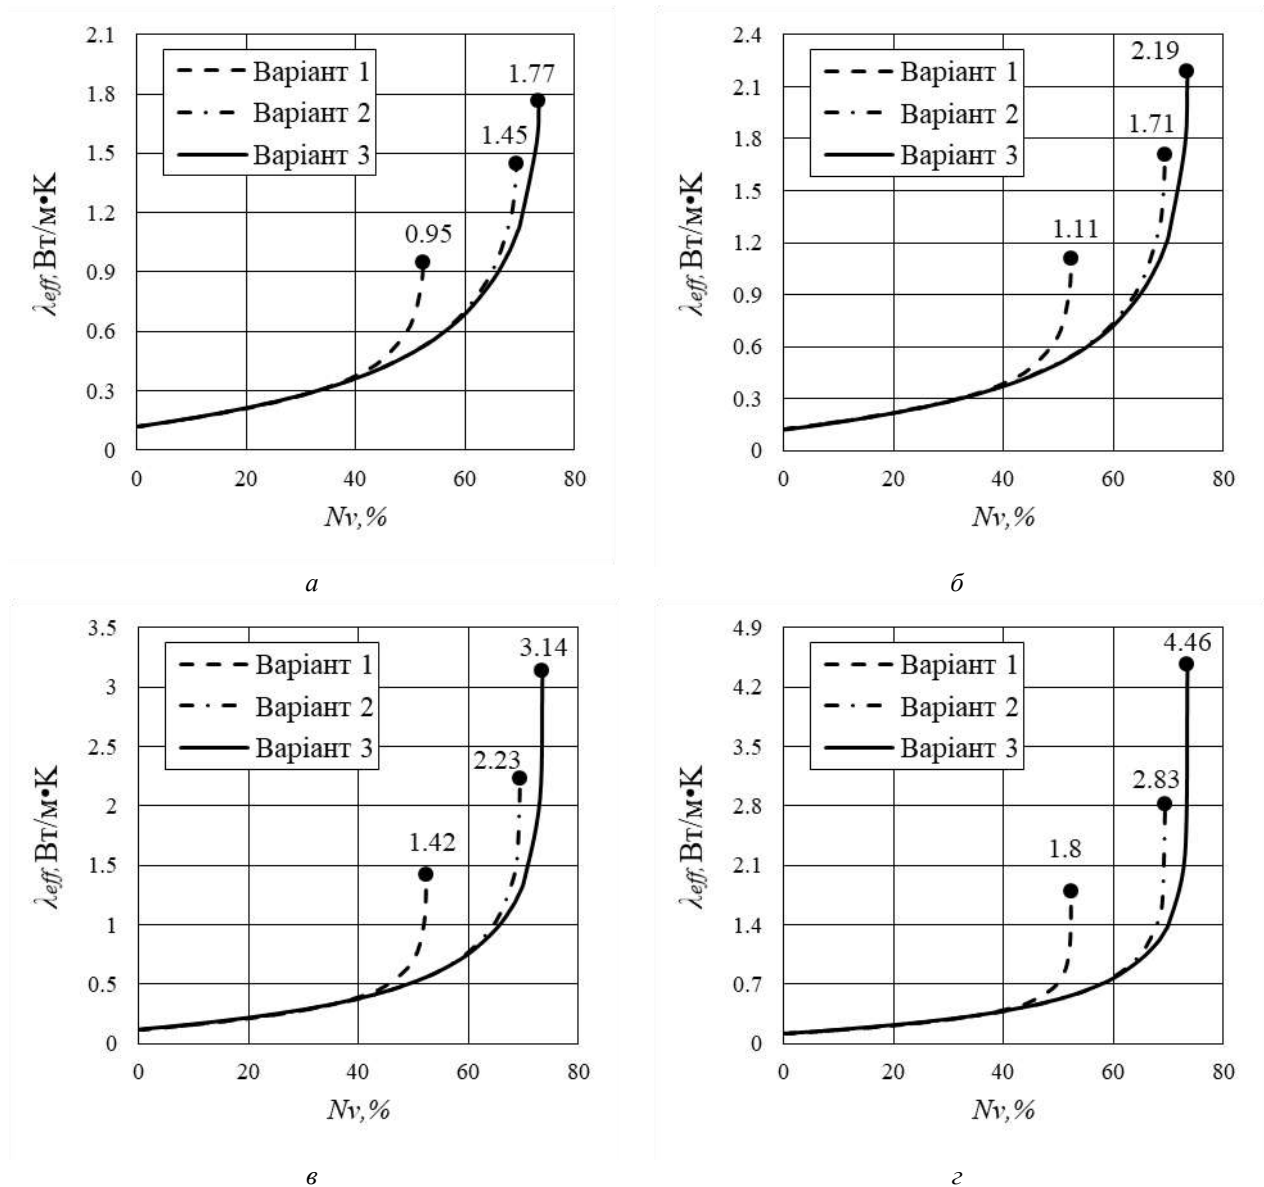 2.1
1.8
1.5
1.2
0.9
0.6
0.3
0
λeff, Вт/м•К
Варіант 1
Варіант 2
Варіант 3
1.77
1.45
0.95
0 20 40 60 80
Nv,%
а
2.4
2.1
1.8
1.5
1.2
0.9
0.6
0.3
0
λeff, Вт/м•К
Варіант 1
Варіант 2
Варіант 3
2.19
1.71
1.11
0 20 40 60 80
Nv,%
б
3.5
3
2.5
2
1.5
1
0.5
0
λeff, Вт/м•К
Варіант 1
Варіант 2
Варіант 3
3.14
2.23
1.42
0 20 40 60 80
Nv,%
в
4.9
4.2
3.5
2.8
2.1
1.4
0.7
0
λeff, Вт/м•К
Варіант 1
Варіант 2
Варіант 3
4.46
2.83
1.8
0 20 40 60 80
Nv,%
г